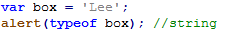 var box = 'Lee';
alert(typeof box); //string